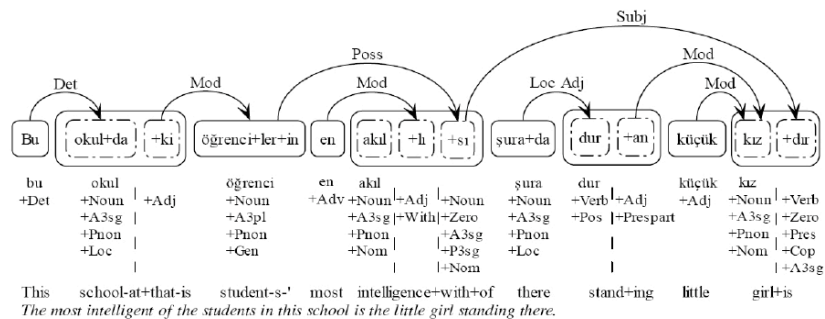 Subj
Poss
Det Mod Mod Loc Adj Mod Mod
Bu okul+da +ki öğrenci+ler+in en akıl +lı +sı şura+da dur +an küçük kız +dır
bu okul öğrenci en akıl şura dur küçük kız
+Det +Noun +Adj +Noun +Adv +Noun +Adj +Noun +Noun +Verb +Adj +Adj +Noun +Verb
+A3sg +A3pl +A3sg +With +Zero +A3sg +Pos +Prespart +A3sg +Zero
+Pnon +Pnon +Pnon +A3sg +Pnon +Pnon +Pres
+Loc +Gen +Nom +P3sg +Loc +Nom +Cop
+Nom +A3sg
This school-at+that-is student-s-' most intelligence+with+of there stand+ing little girl+is
The most intelligent of the students in this school is the little girl standing there.